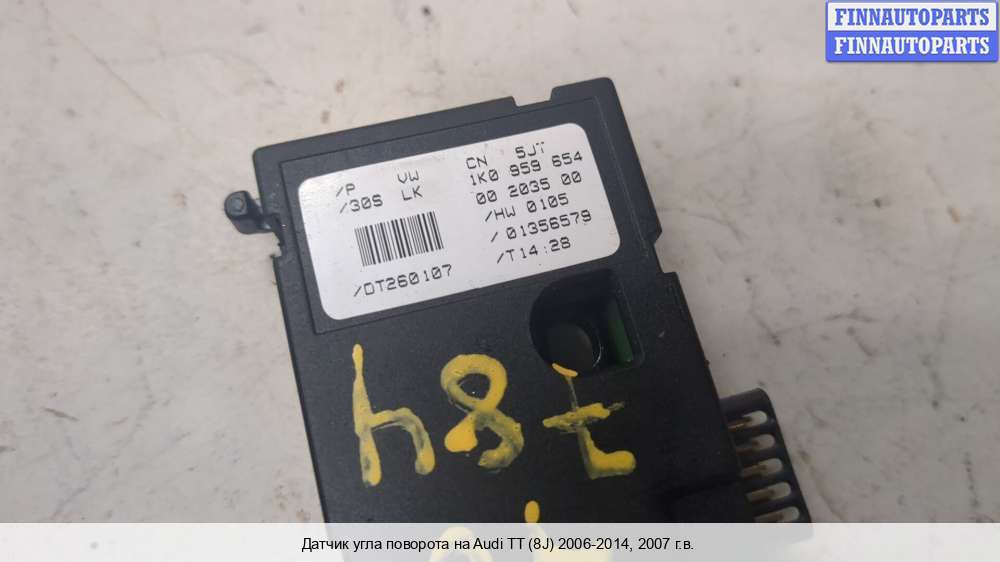 FINNAUTOPARTS
FINNAUTOPARTS
/P VW CN 5JT
/30S LK 1K0 959 654
00 2035 00
/HW 0105
/ 01356579
/DT260107 /T14:28
Датчик угла поворота на Audi TT (8J) 2006-2014, 2007 г.в.